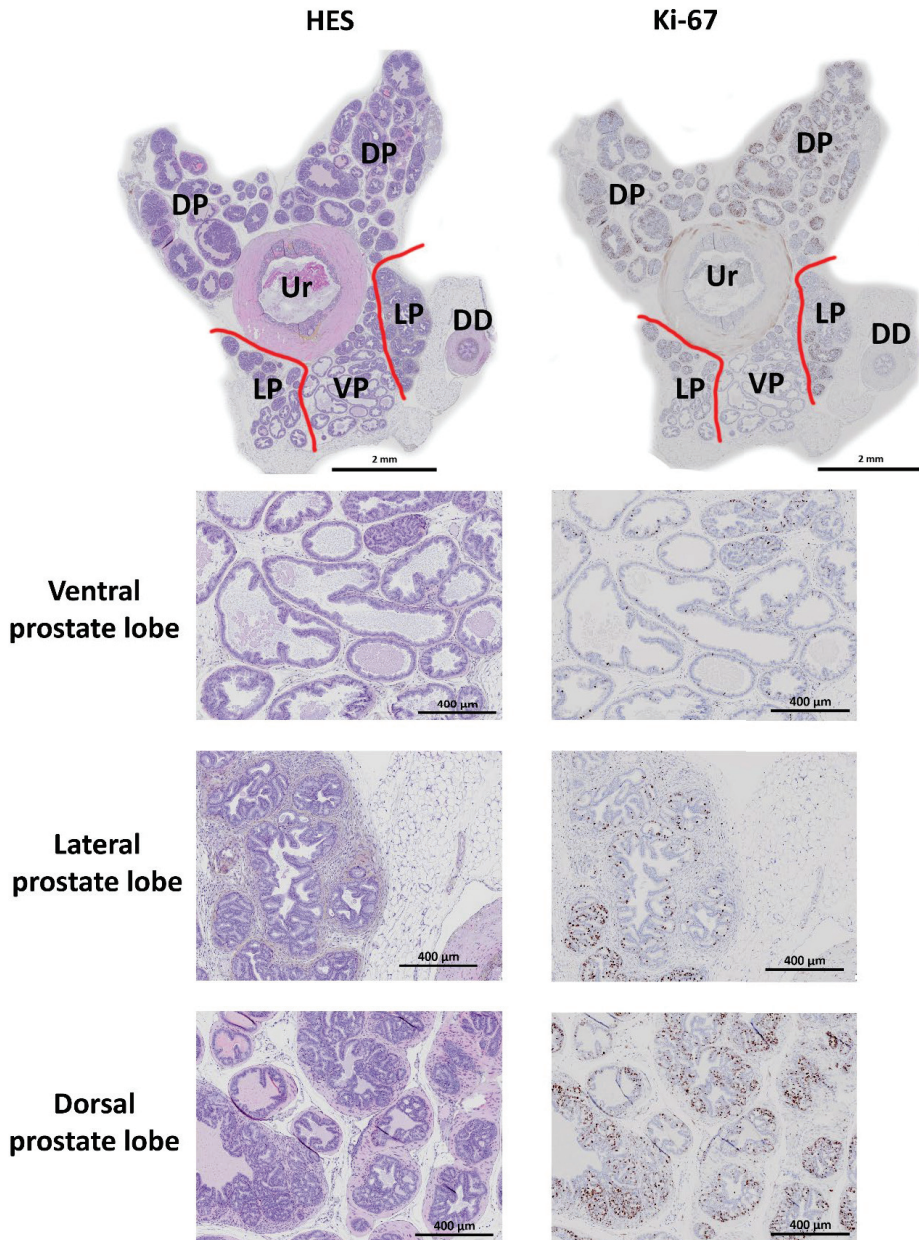 HES
Ki-67
DP
DP
Ur
LP
DD
LP
VP
2 mm
DP
DP
Ur
LP
DD
LP
VP
2 mm
Ventral
prostate lobe
400 µm
400 µm
Lateral
prostate lobe
400 µm
400 µm
Dorsal
prostate lobe
400 µm
400 µm